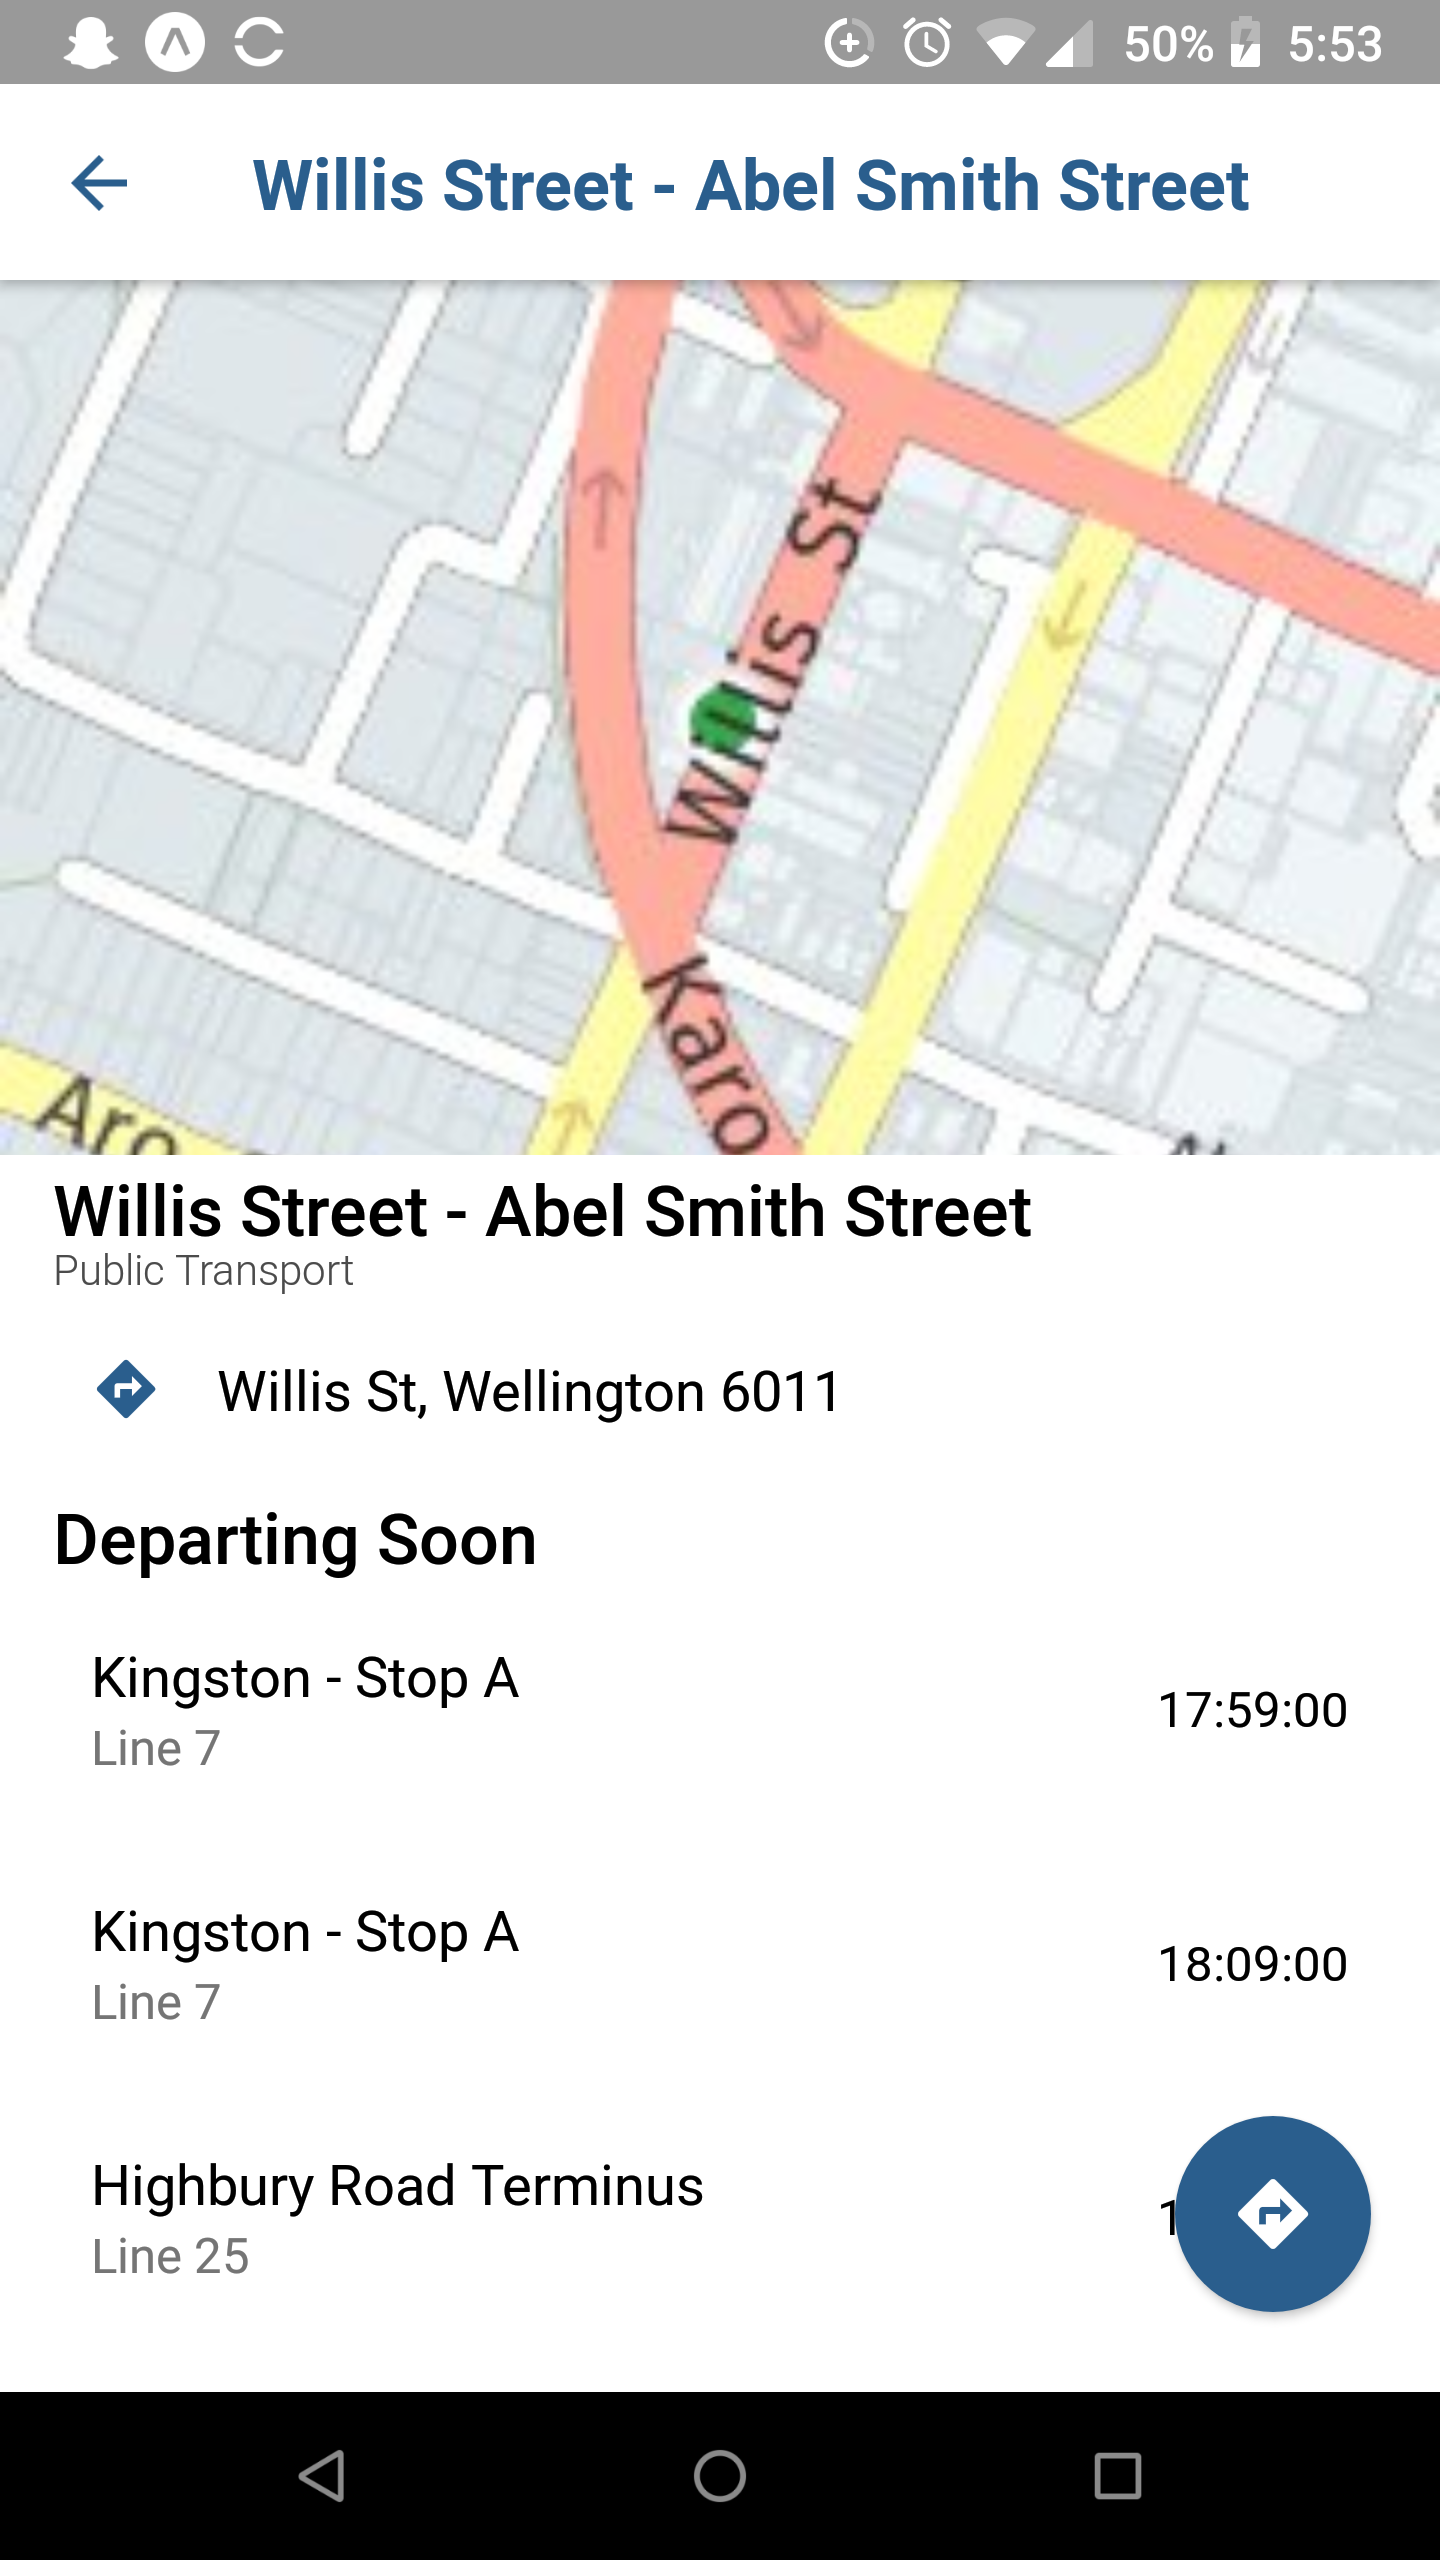 50% 5:53
Willis Street - Abel Smith Street
Willis St
Karo
Aro
Willis Street - Abel Smith Street
Public Transport
Willis St, Wellington 6011
Departing Soon
Kingston - Stop A
17:59:00
Line 7
Kingston - Stop A
18:09:00
Line 7
Highbury Road Terminus
1
Line 25